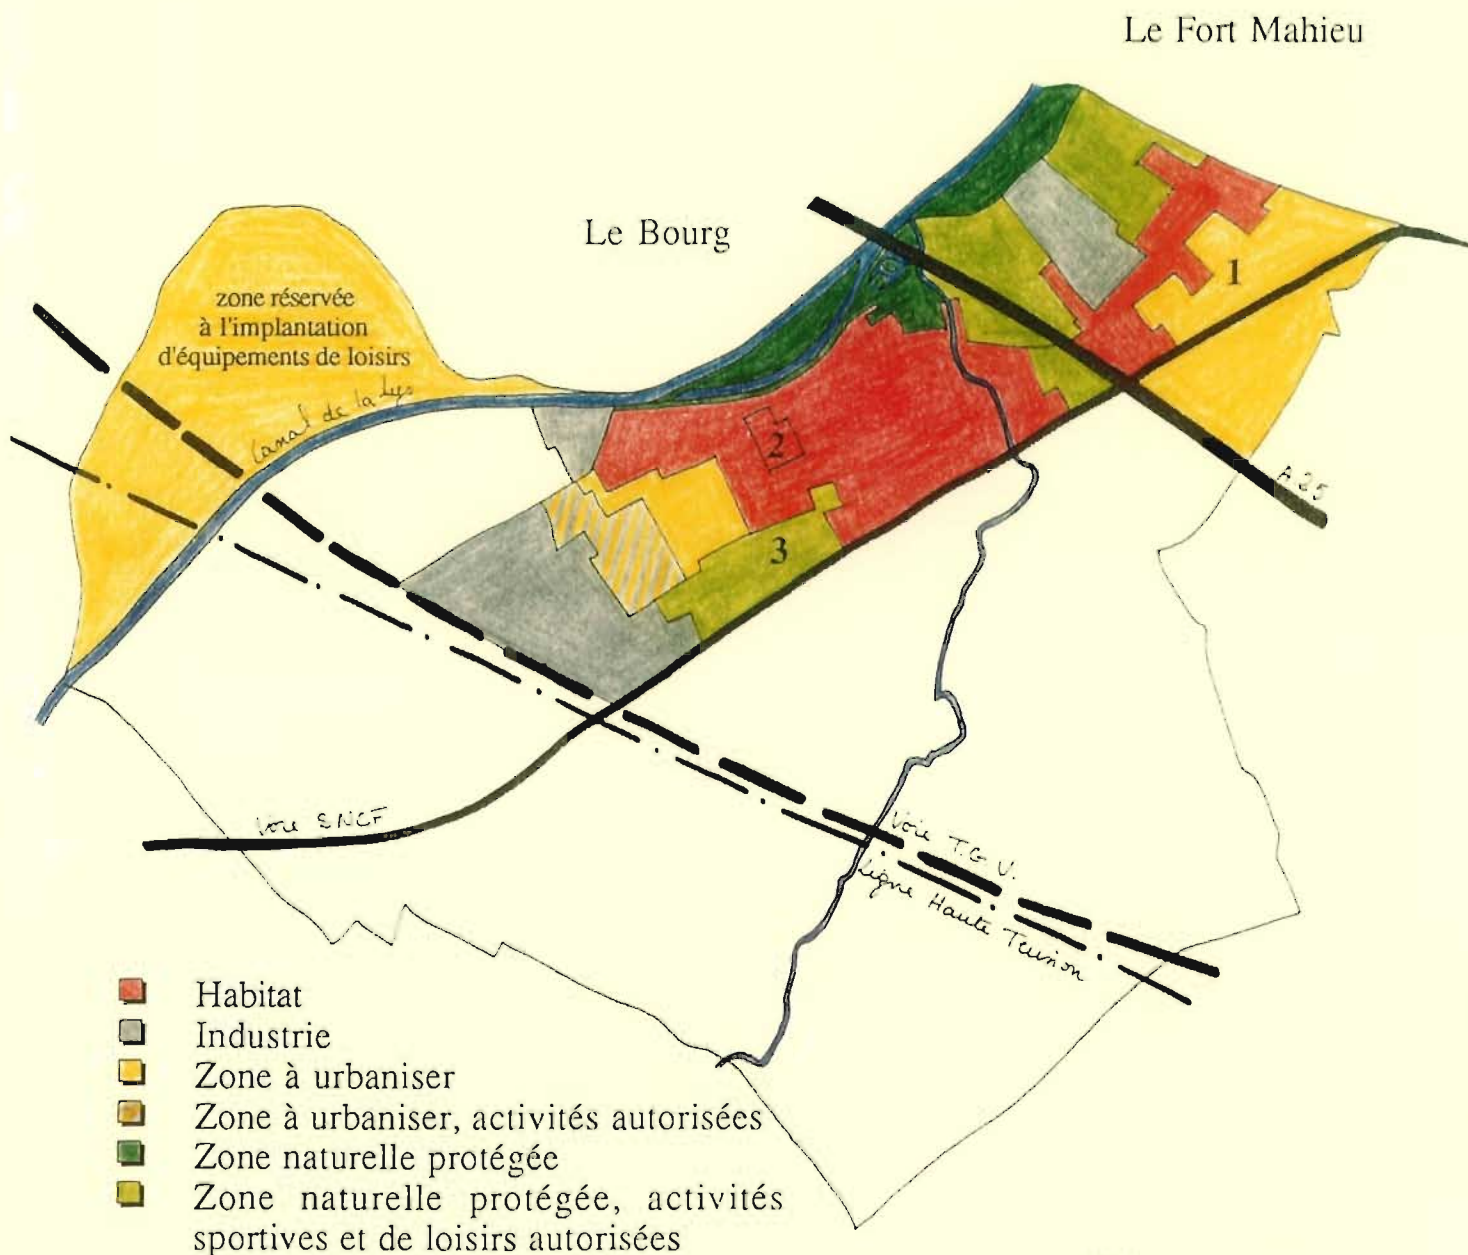 Le Fort Mahieu
Le Bourg
zone réservée
à l'implantation
d'équipements de loisirs
Canal de la Lys
1
2
3
A 25
Voie SNCF
Voie T.G.V.
Ligne Haute Tension
Habitat
Industrie
Zone à urbaniser
Zone à urbaniser, activités autorisées
Zone naturelle protégée
Zone naturelle protégée, activités
sportives et de loisirs autorisées